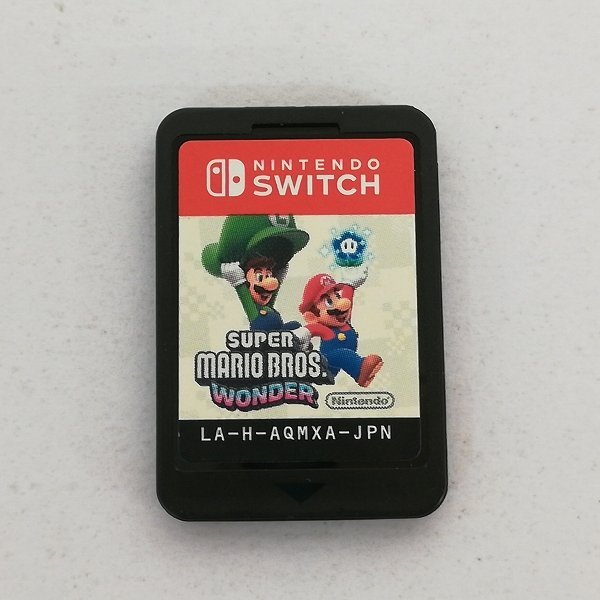 NINTENDO
SWITCH
L
M
SUPER
MARIO BROS.
WONDER
Nintendo
LA-H-AQMXA-JPN